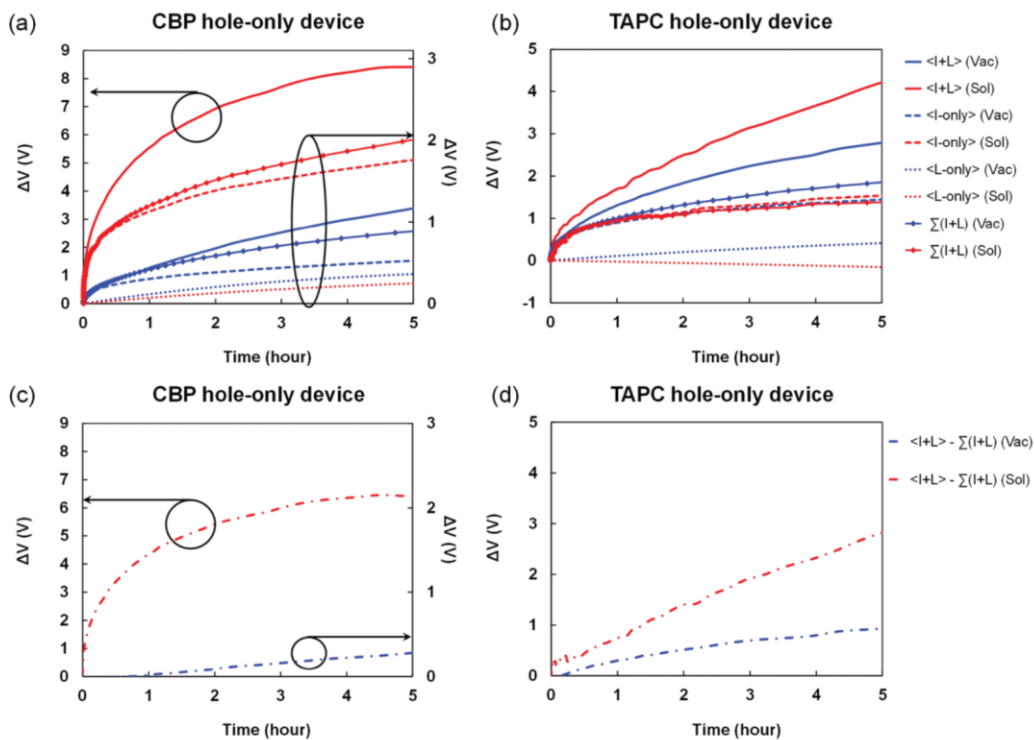 (a)
CBP hole-only device
9
8
7
6
5
4
3
2
1
0
ΔV (V)
3
2
1
0
ΔV (V)
0 1 2 3 4 5
Time (hour)
(b)
TAPC hole-only device
5
4
3
2
1
0
-1
ΔV (V)
0 1 2 3 4 5
Time (hour)
<I+L> (Vac)
<I+L> (Sol)
<I-only> (Vac)
<I-only> (Sol)
<L-only> (Vac)
<L-only> (Sol)
∑(I+L) (Vac)
∑(I+L) (Sol)
(c)
CBP hole-only device
9
8
7
6
5
4
3
2
1
0
ΔV (V)
3
2
1
0
ΔV (V)
0 1 2 3 4 5
Time (hour)
(d)
TAPC hole-only device
5
4
3
2
1
0
ΔV (V)
0 1 2 3 4 5
Time (hour)
<I+L> - ∑(I+L) (Vac)
<I+L> - ∑(I+L) (Sol)